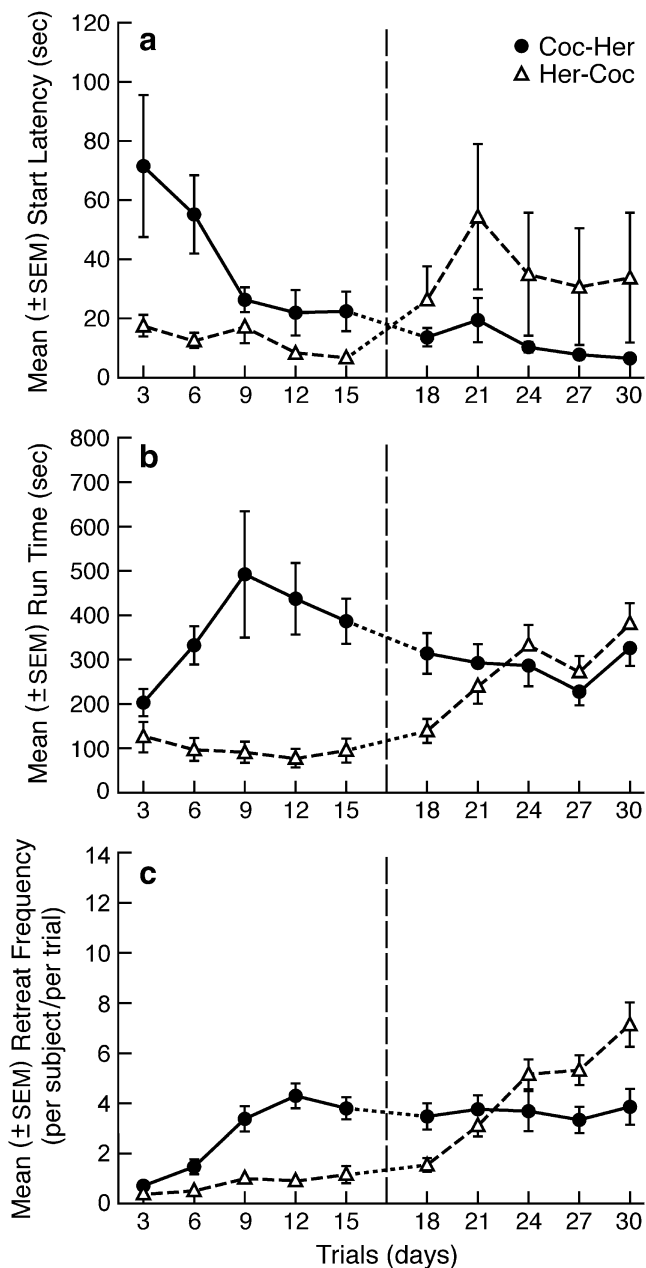 a
Coc-Her
Her-Coc
Mean (±SEM) Start Latency (sec)
120
100
80
60
40
20
0
3 6 9 12 15 18 21 24 27 30
b
Mean (±SEM) Run Time (sec)
800
700
600
500
400
300
200
100
0
3 6 9 12 15 18 21 24 27 30
c
Mean (±SEM) Retreat Frequency
(per subject/per trial)
14
12
10
8
6
4
2
0
3 6 9 12 15 18 21 24 27 30
Trials (days)